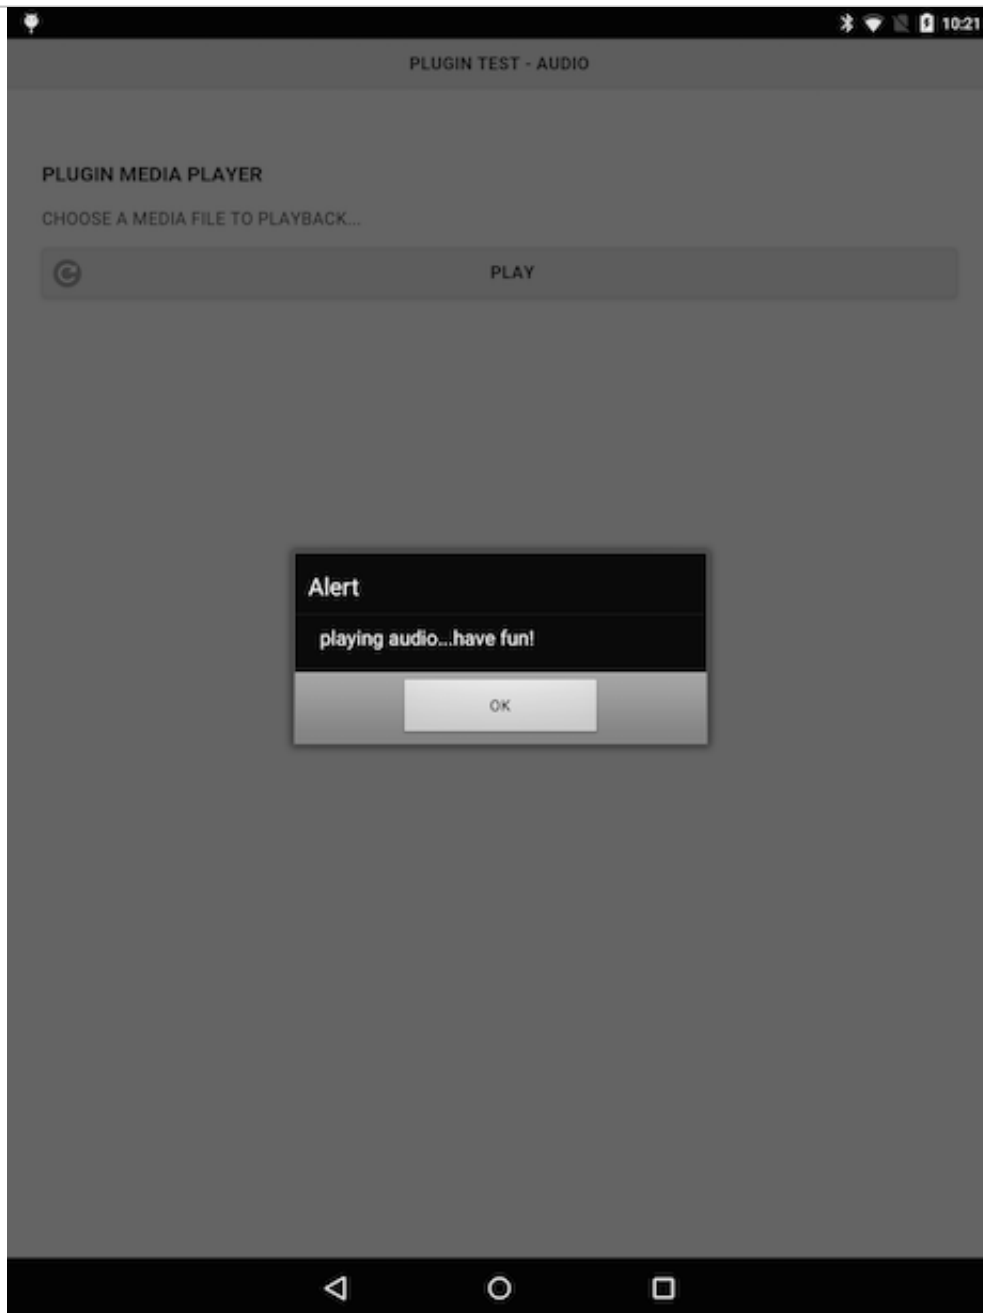 10:21
PLUGIN TEST - AUDIO
PLUGIN MEDIA PLAYER
CHOOSE A MEDIA FILE TO PLAYBACK...
PLAY
Alert
playing audio...have fun!
OK